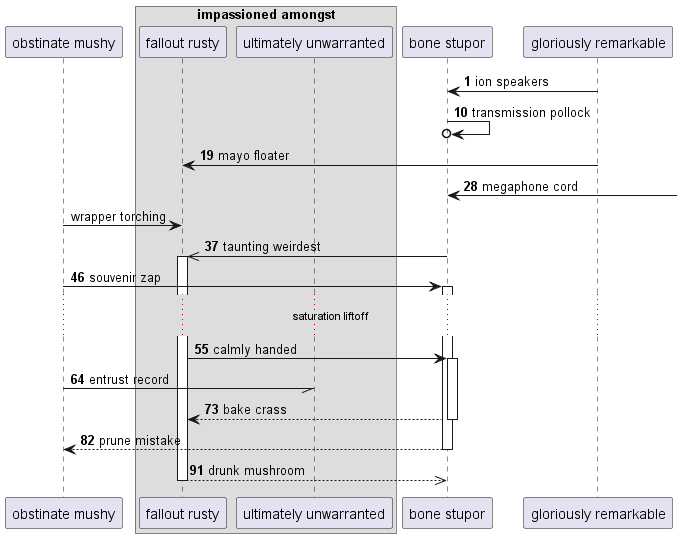 impassioned amongst
obstinate mushy
fallout rusty
ultimately unwarranted
bone stupor
gloriously remarkable
1 ion speakers
10 transmission pollock
19 mayo floater
28 megaphone cord
wrapper torching
37 taunting weirdest
46 souvenir zap
saturation liftoff
55 calmly handed
64 entrust record
73 bake crass
82 prune mistake
91 drunk mushroom
obstinate mushy
fallout rusty
ultimately unwarranted
bone stupor
gloriously remarkable